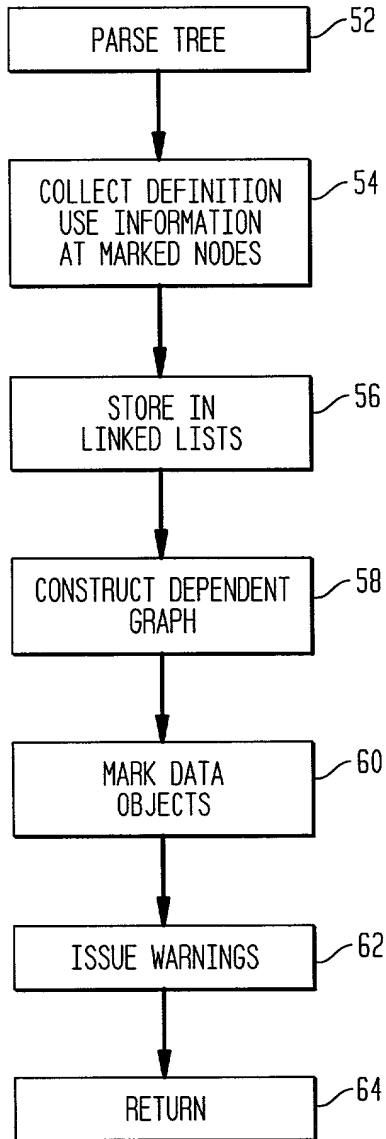 PARSE TREE
52
COLLECT DEFINITION
USE INFORMATION
AT MARKED NODES
54
STORE IN
LINKED LISTS
56
CONSTRUCT DEPENDENT
GRAPH
58
MARK DATA
OBJECTS
60
ISSUE WARNINGS
62
RETURN
64